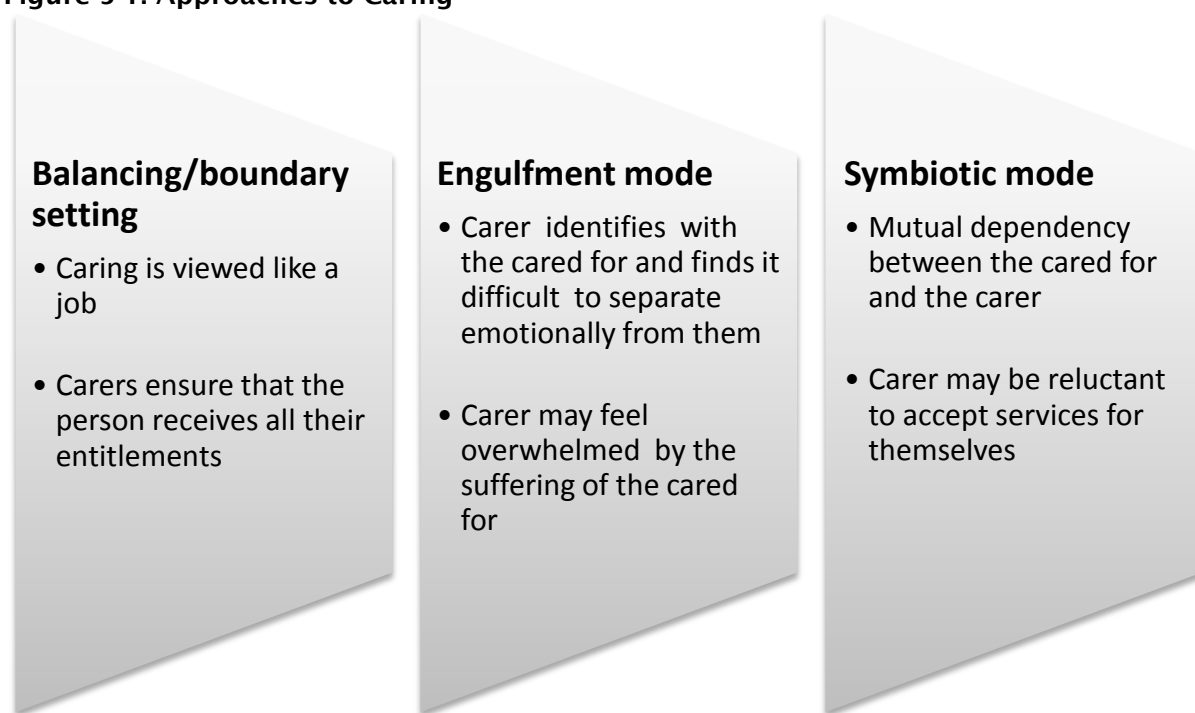 Figure Approaches to Caring
Balancing/boundary
setting
• Caring is viewed like a
job
• Carers ensure that the
person receives all their
entitlements
Engulfment mode
• Carer identifies with
the cared for and finds it
difficult to separate
emotionally from them
• Carer may feel
overwhelmed by the
suffering of the cared
for
Symbiotic mode
• Mutual dependency
between the cared for
and the carer
• Carer may be reluctant
to accept services for
themselves